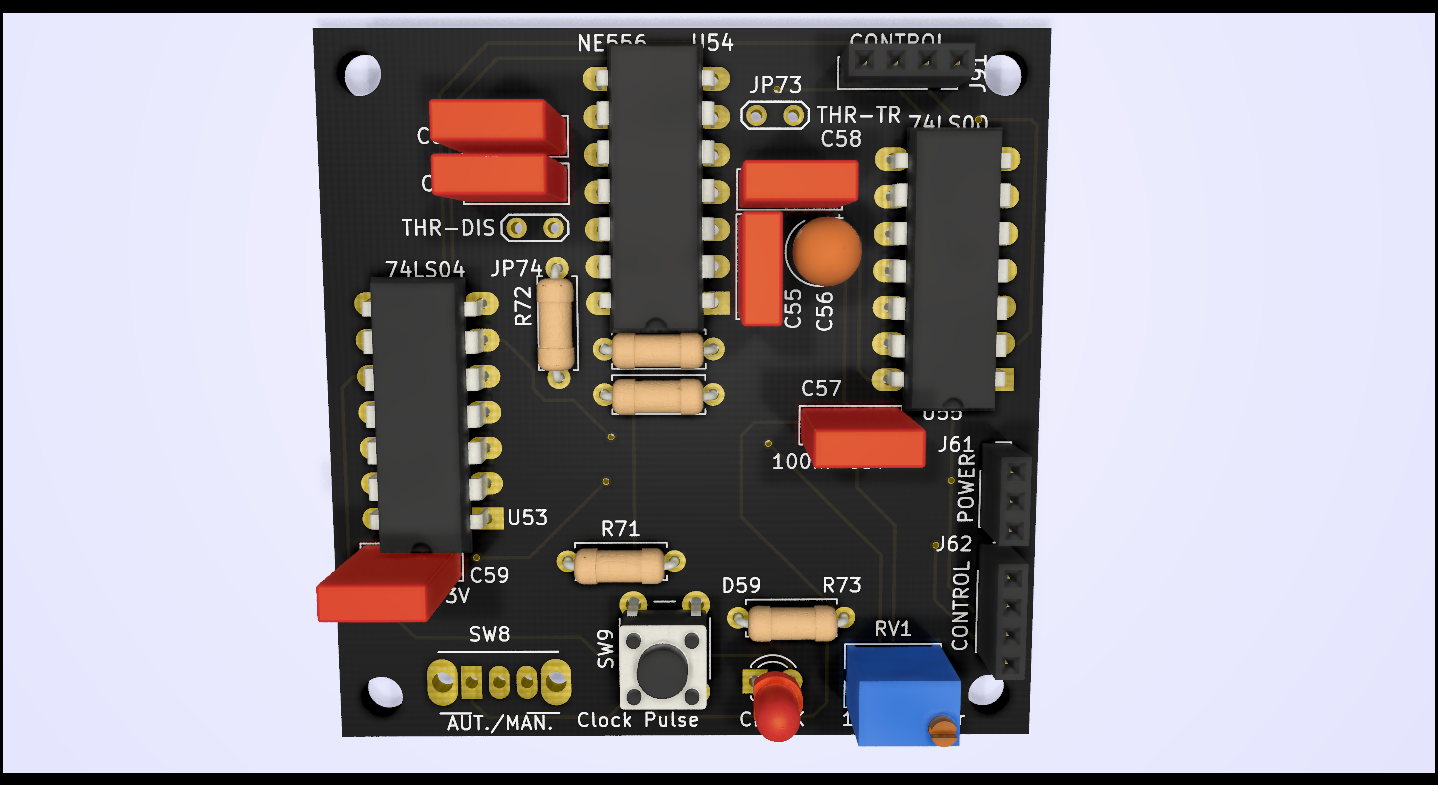 NE556 U54
CONTROL
J91
JP73
THR-TR
C58
74LS00
THR-DIS
74LS04
JP74
R72
C55
C56
C57
U55
J61
POWER
U53
R71
J62
C59
D59
R73
CONTROL
SW8
SW9
RV1
AUT./MAN.
Clock Pulse